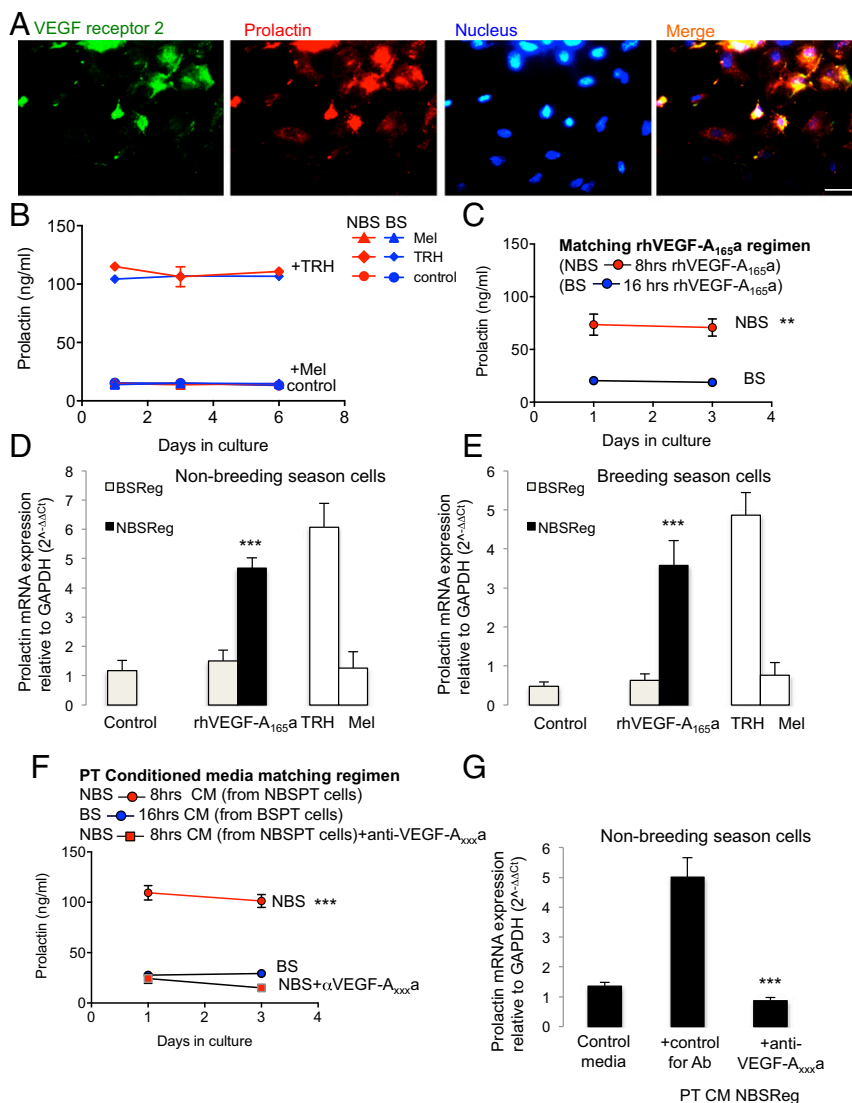 A
VEGF receptor 2 Prolactin Nucleus Merge
B
150
100
50
0
Prolactin (ng/ml)
0 2 4 6 8
Days in culture
NBS BS
Mel
TRH
control
+TRH
+Mel
control
C
Matching rhVEGF-A165a regimen
(NBS 8hrs rhVEGF-A165a)
(BS 16 hrs rhVEGF-A165a)
150
100
50
0
Prolactin (ng/ml)
NBS **
BS
0 1 2 3 4
Days in culture
D
Non-breeding season cells
BSReg
NBSReg
8
7
6
5
4
3
2
1
0
Prolactin mRNA expression
relative to GAPDH (2^-ΔΔCt)
***
Control rhVEGF-A165a TRH Mel
E
Breeding season cells
BSReg
NBSReg
6
5
4
3
2
1
0
Prolactin mRNA expression
relative to GAPDH (2^-ΔΔCt)
***
Control rhVEGF-A165a TRH Mel
F
PT Conditioned media matching regimen
NBS 8hrs CM (from NBSPT cells)
BS 16hrs CM (from BSPT cells)
NBS 8hrs CM (from NBSPT cells)+anti-VEGF-Axxxa
150
100
50
0
Prolactin (ng/ml)
NBS ***
BS
NBS+αVEGF-Axxxa
0 1 2 3 4
Days in culture
G
Non-breeding season cells
6
5
4
3
2
1
0
Prolactin mRNA expression
relative to GAPDH (2^-ΔΔCt)
***
Control +control +anti-
media for Ab VEGF-Axxxa
PT CM NBSReg